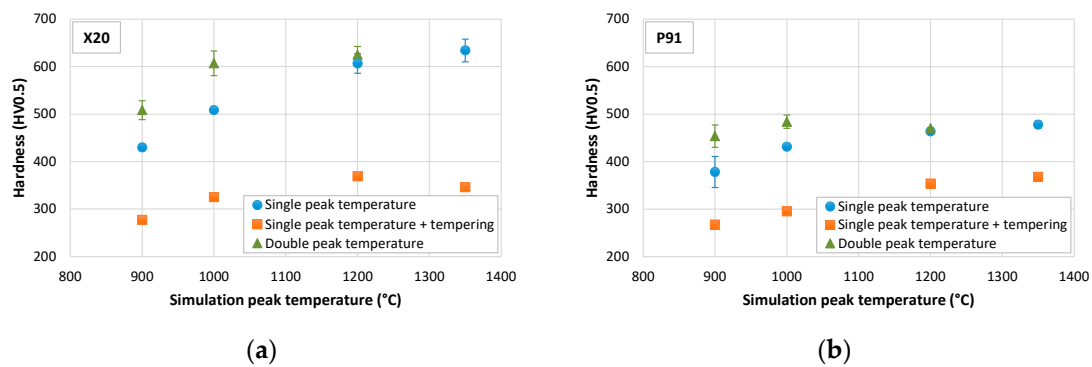 X20
Hardness (HV0.5)
700
600
500
400
300
200
Single peak temperature
Single peak temperature + tempering
Double peak temperature
80 900 1000 1100 1200 1300 1400
Simulation peak temperature (°C)
(a)
P91
Hardness (HV0.5)
700
600
500
400
300
200
Single peak temperature
Single peak temperature + tempering
Double peak temperature
800 900 1000 1100 1200 1300 1400
Simulation peak temperature (°C)
(b)